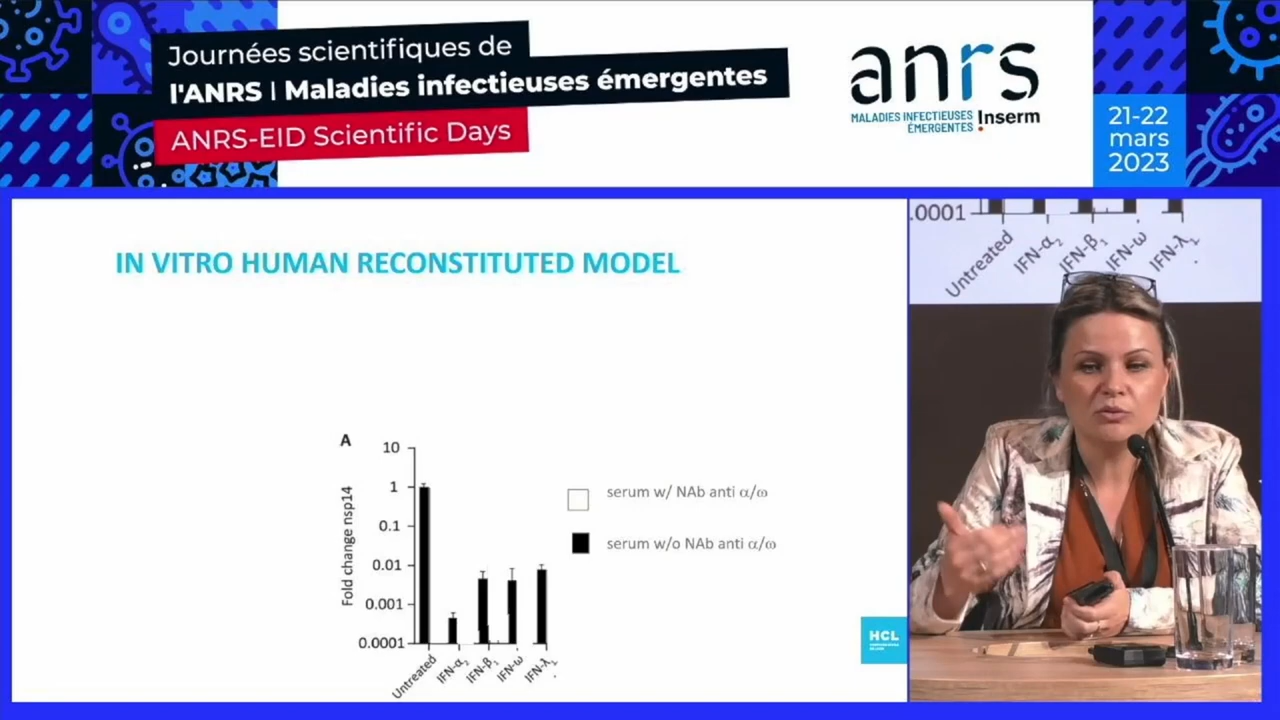 Journées scientifiques de
l'ANRS | Maladies infectieuses émergentes
ANRS-EID Scientific Days
anrs
MALADIES INFECTIEUSES
ÉMERGENTES
Inserm
21-22
mars
2023
IN VITRO HUMAN RECONSTITUTED MODEL
A
Fold change nsp14
10
1
0.1
0.01
0.001
0.0001
Untreated
IFN-α2
IFN-β1
IFN-ω
IFN-λ
serum w/ NAb anti α/ω
serum w/o NAb anti α/ω
HCL
.0001
Untreated
IFN-α2
IFN-β1
IFN-ω
IFN-λ